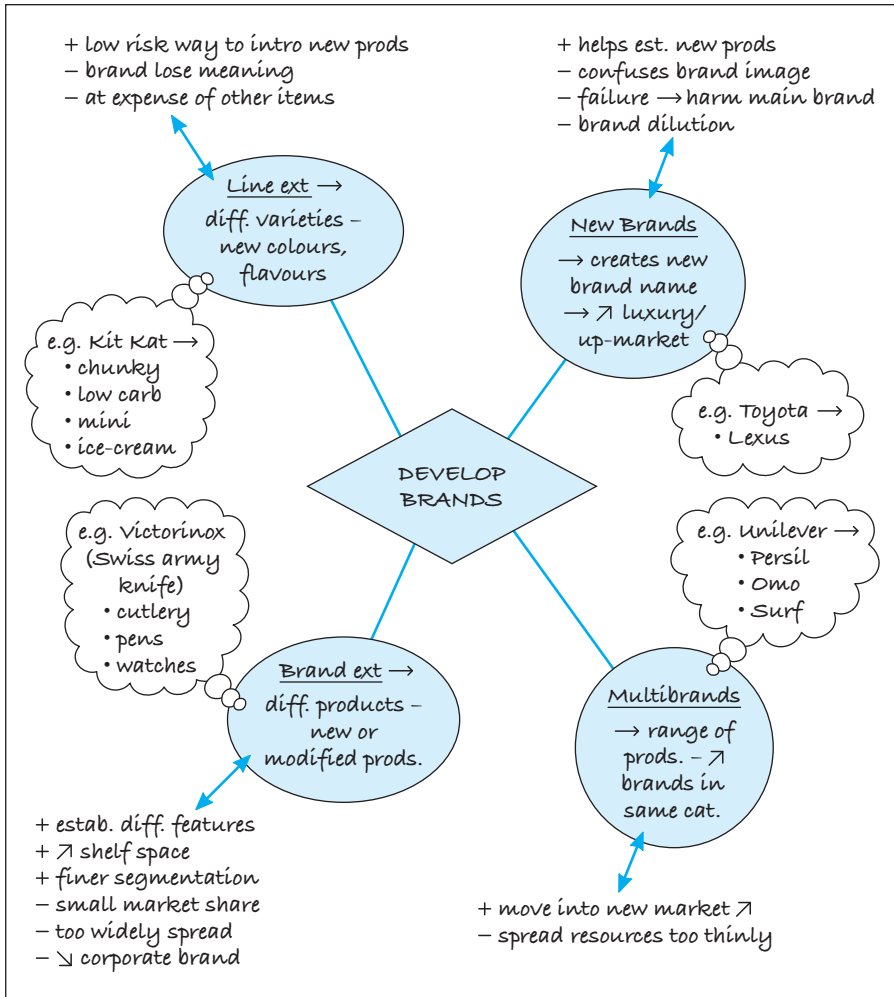 + low risk way to intro new prods
– brand lose meaning
– at expense of other items
Line ext →
diff. varieties –
new colours,
flavours
e.g. Kit Kat →
• chunky
• low carb
• mini
• ice-cream
+ helps est. new prods
– confuses brand image
– failure → harm main brand
– brand dilution
New Brands
→ creates new
brand name
→ ↗ luxury/
up-market
e.g. Toyota →
• Lexus
DEVELOP
BRANDS
e.g. Victorinox
(Swiss army
knife)
• cutlery
• pens
• watches
Brand ext →
diff. products –
new or
modified prods.
+ estab. diff. features
+ ↗ shelf space
+ finer segmentation
– small market share
– too widely spread
– ↘ corporate brand
e.g. Unilever →
• Persil
• Omo
• Surf
Multibrands
→ range of
prods. – ↗
brands in
same cat.
+ move into new market ↗
– spread resources too thinly